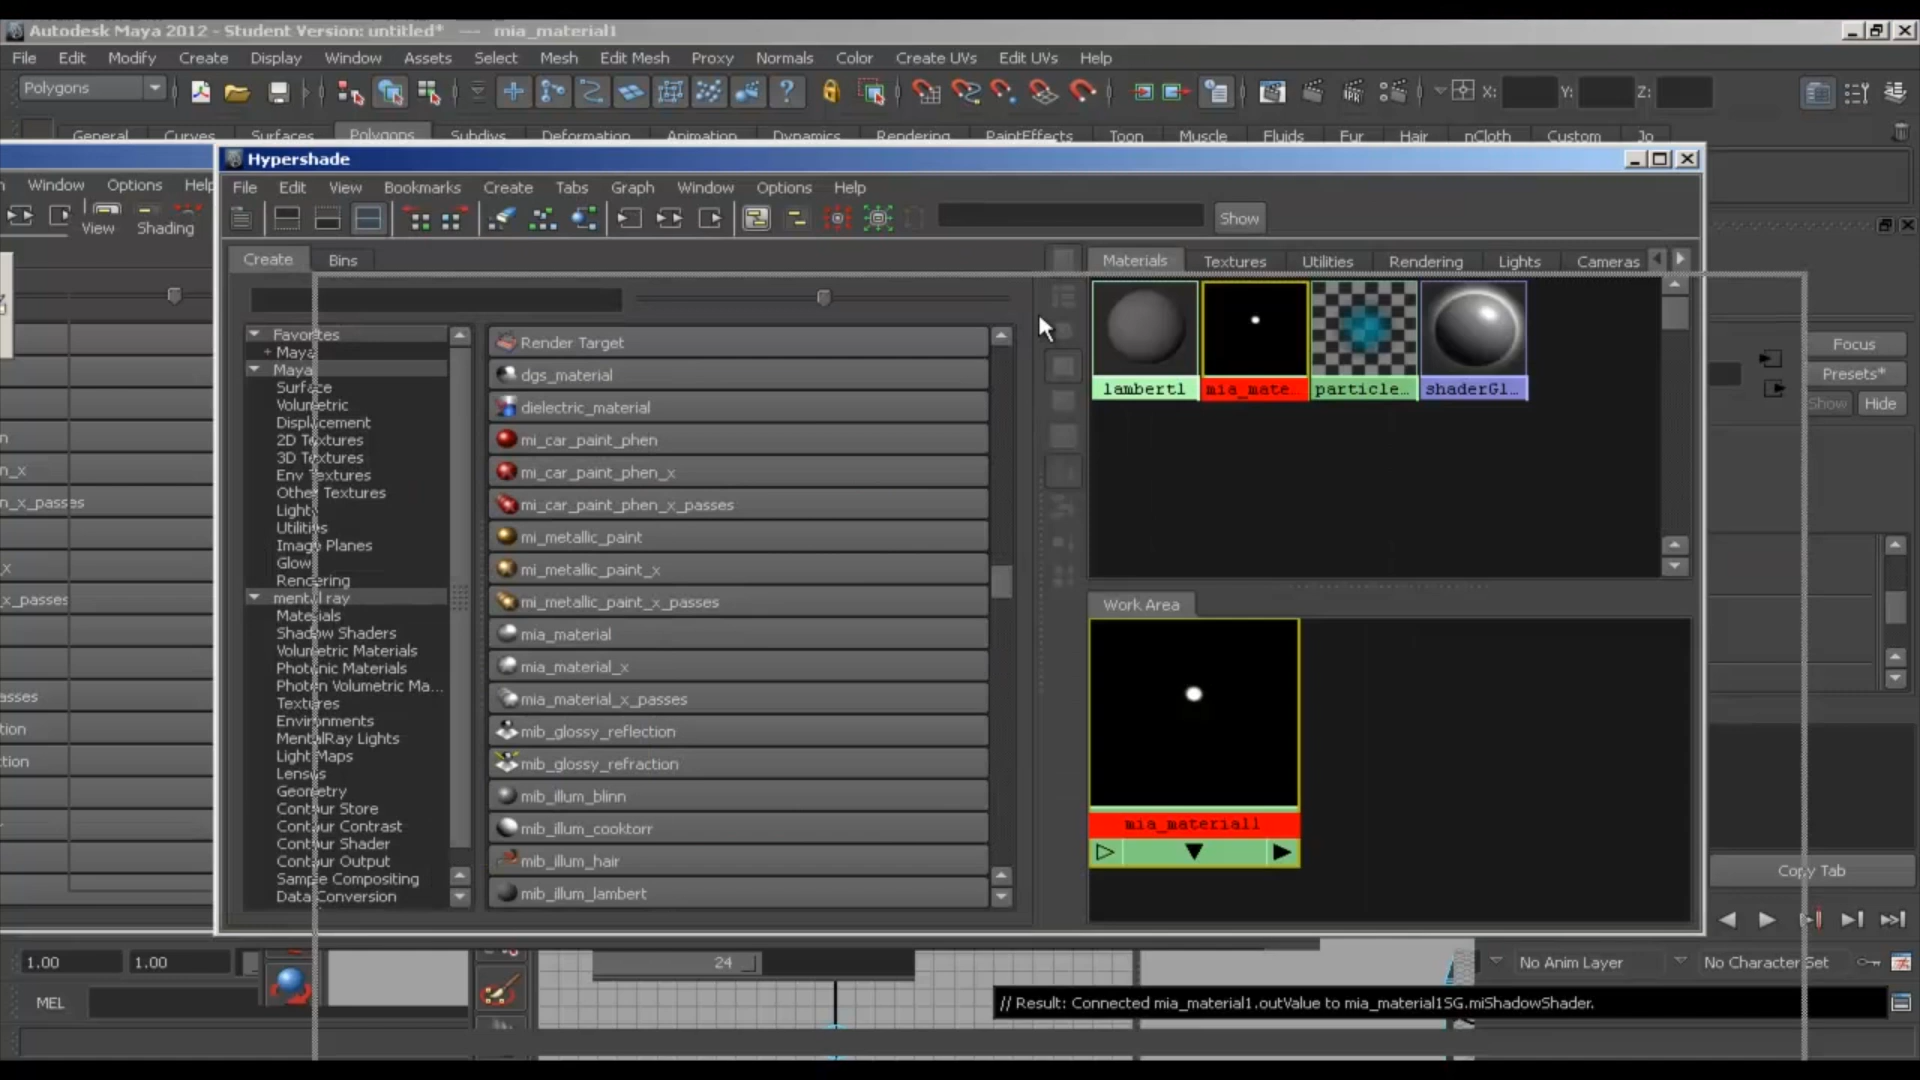 Autodesk Maya 2012 - Student Version: untitled* --- mia_material1
File Edit Modify Create Display Window Assets Select Mesh Edit Mesh Proxy Normals Color Create UVs Edit UVs Help
Polygons X: Y: Z:
General Curves Surfaces Polygons Subdivs Deformation Animation Dynamics Rendering PaintEffects Toon Muscle Fluids Fur Hair nCloth Custom Jo
Hypershade
Window Options Help
File Edit View Bookmarks Create Tabs Graph Window Options Help
View Shading
Show
Create Bins
Materials Textures Utilities Rendering Lights Cameras
Favorites
+ Maya
Maya
Surface
Volumetric
Displacement
2D Textures
3D Textures
Env Textures
Other Textures
Lights
Utilities
Image Planes
Glow
Rendering
mental ray
Materials
Shadow Shaders
Volumetric Materials
Photonic Materials
Photon Volumetric Ma...
Textures
Environments
MentalRay Lights
Light Maps
Lenses
Geometry
Contour Store
Contour Contrast
Contour Shader
Contour Output
Sample Compositing
Data Conversion
Render Target
dgs_material
dielectric_material
mi_car_paint_phen
mi_car_paint_phen_x
mi_car_paint_phen_x_passes
mi_metallic_paint
mi_metallic_paint_x
mi_metallic_paint_x_passes
mia_material
mia_material_x
mia_material_x_passes
mib_glossy_reflection
mib_glossy_refraction
mib_illum_blinn
mib_illum_cooktorr
mib_illum_hair
mib_illum_lambert
lambert1 mia_mate... particle... shaderGl...
Work Area
mia_material1
n
n_x
n_x_passes
x
x_passes
asses
tion
ction
Focus
Presets*
Show Hide
Copy Tab
1.00 1.00 24 No Anim Layer No Character Set
MEL // Result: Connected mia_material1.outValue to mia_material1SG.miShadowShader.